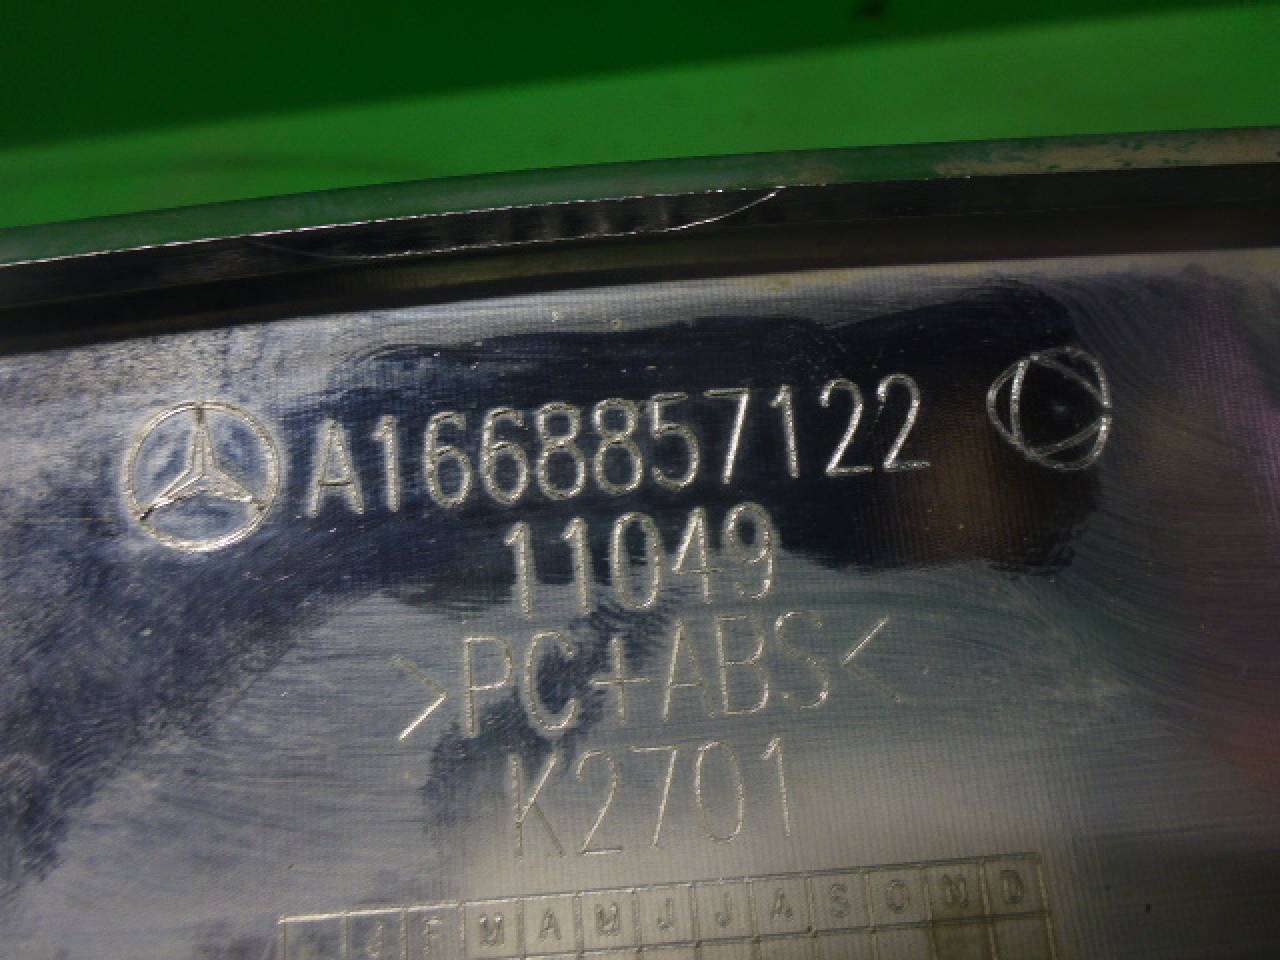 A1668857122
11049
>PC+ABS<
K2701
J F M A M J J A S O N D